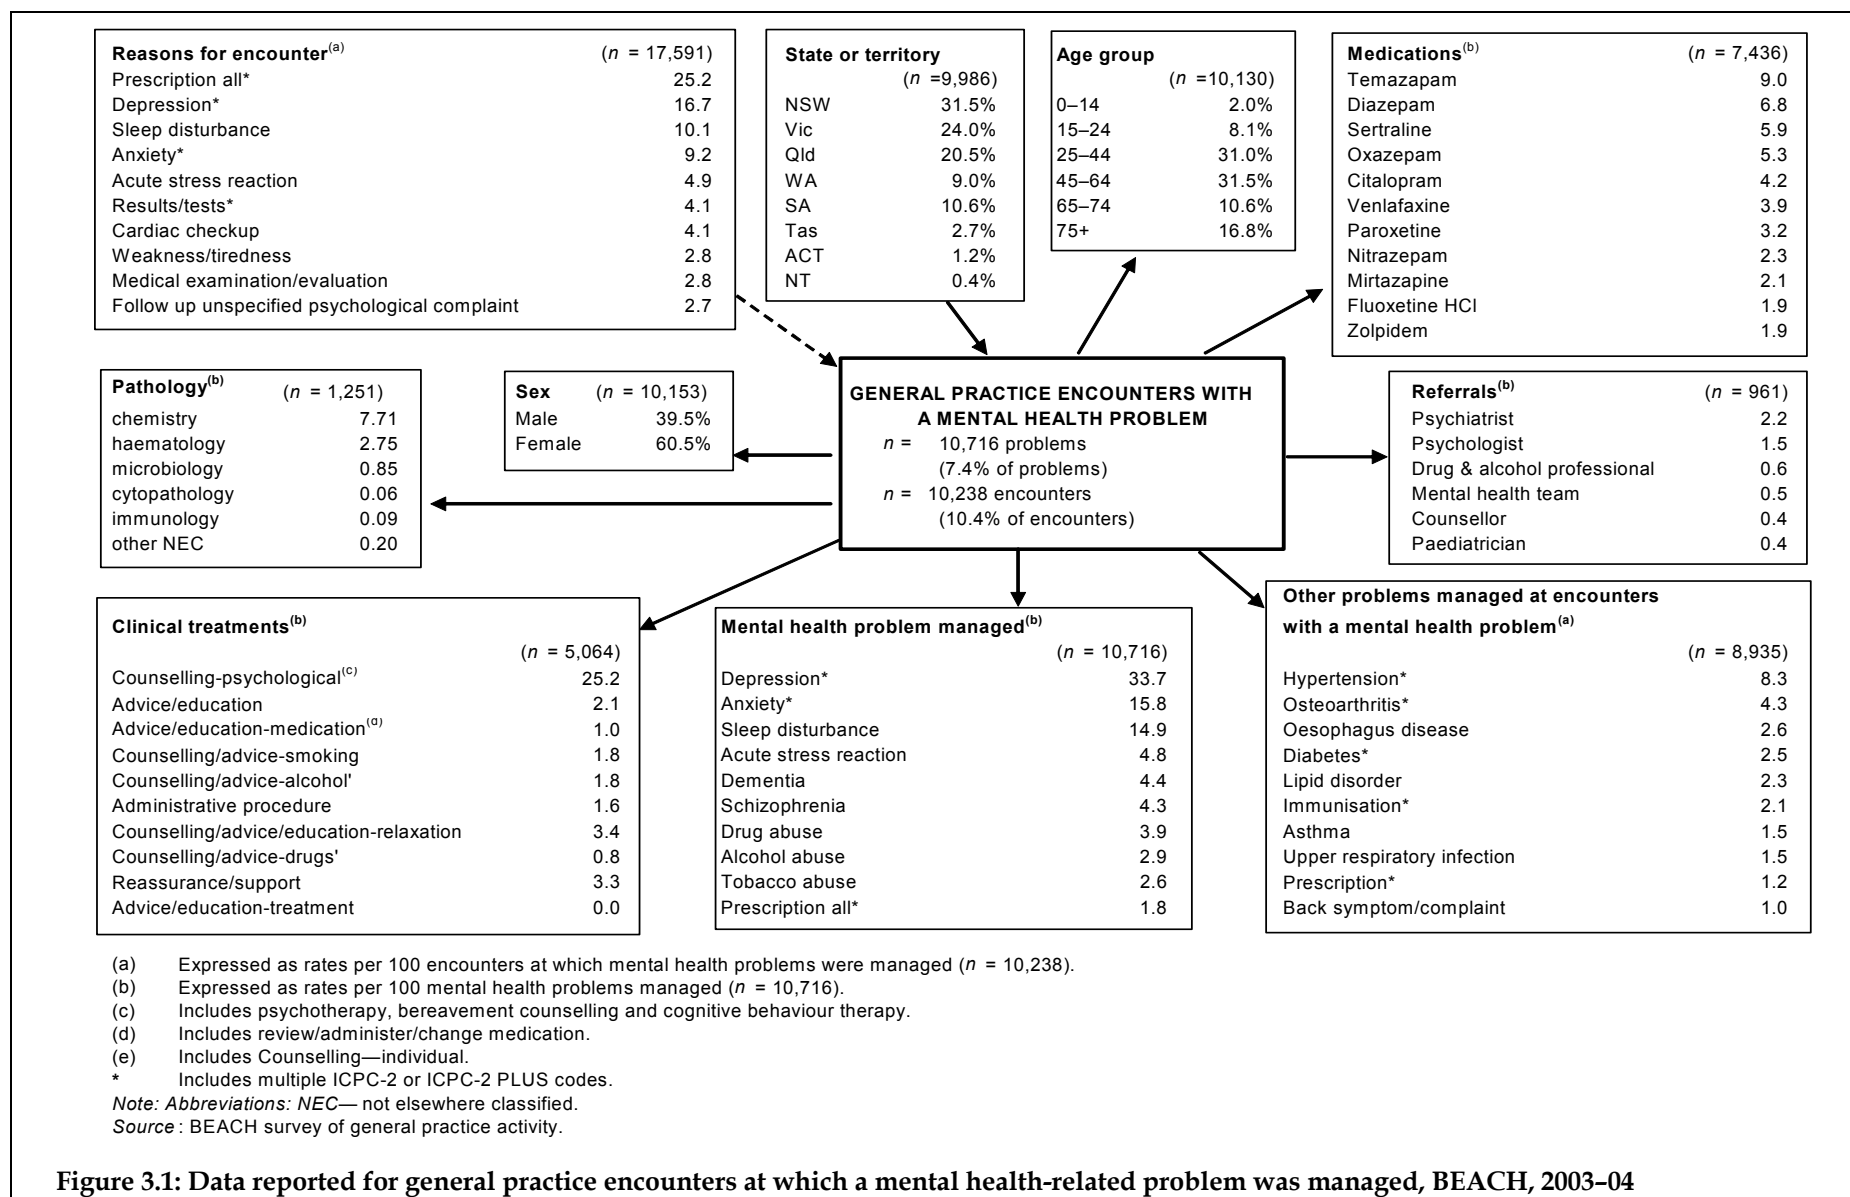 Reasons for encounter(a) (n = 17,591)
Prescription all* 25.2
Depression* 16.7
Sleep disturbance 10.1
Anxiety* 9.2
Acute stress reaction 4.9
Results/tests* 4.1
Cardiac checkup 4.1
Weakness/tiredness 2.8
Medical examination/evaluation 2.8
Follow up unspecified psychological complaint 2.7
State or territory
(n =9,986)
NSW 31.5%
Vic 24.0%
Qld 20.5%
WA 9.0%
SA 10.6%
Tas 2.7%
ACT 1.2%
NT 0.4%
Age group
(n =10,130)
0–14 2.0%
15–24 8.1%
25–44 31.0%
45–64 31.5%
65–74 10.6%
75+ 16.8%
Medications(b) (n = 7,436)
Temazapam 9.0
Diazepam 6.8
Sertraline 5.9
Oxazepam 5.3
Citalopram 4.2
Venlafaxine 3.9
Paroxetine 3.2
Nitrazepam 2.3
Mirtazapine 2.1
Fluoxetine HCl 1.9
Zolpidem 1.9
Pathology(b) (n = 1,251)
chemistry 7.71
haematology 2.75
microbiology 0.85
cytopathology 0.06
immunology 0.09
other NEC 0.20
Sex (n = 10,153)
Male 39.5%
Female 60.5%
GENERAL PRACTICE ENCOUNTERS WITH
A MENTAL HEALTH PROBLEM
n = 10,716 problems
(7.4% of problems)
n = 10,238 encounters
(10.4% of encounters)
Referrals(b) (n = 961)
Psychiatrist 2.2
Psychologist 1.5
Drug & alcohol professional 0.6
Mental health team 0.5
Counsellor 0.4
Paediatrician 0.4
Clinical treatments(b)
(n = 5,064)
Counselling-psychological(c) 25.2
Advice/education 2.1
Advice/education-medication(d) 1.0
Counselling/advice-smoking 1.8
Counselling/advice-alcohol' 1.8
Administrative procedure 1.6
Counselling/advice/education-relaxation 3.4
Counselling/advice-drugs' 0.8
Reassurance/support 3.3
Advice/education-treatment 0.0
Mental health problem managed(b)
(n = 10,716)
Depression* 33.7
Anxiety* 15.8
Sleep disturbance 14.9
Acute stress reaction 4.8
Dementia 4.4
Schizophrenia 4.3
Drug abuse 3.9
Alcohol abuse 2.9
Tobacco abuse 2.6
Prescription all* 1.8
Other problems managed at encounters
with a mental health problem(a)
(n = 8,935)
Hypertension* 8.3
Osteoarthritis* 4.3
Oesophagus disease 2.6
Diabetes* 2.5
Lipid disorder 2.3
Immunisation* 2.1
Asthma 1.5
Upper respiratory infection 1.5
Prescription* 1.2
Back symptom/complaint 1.0
(a) Expressed as rates per 100 encounters at which mental health problems were managed (n = 10,238).
(b) Expressed as rates per 100 mental health problems managed (n = 10,716).
(c) Includes psychotherapy, bereavement counselling and cognitive behaviour therapy.
(d) Includes review/administer/change medication.
(e) Includes Counselling—individual.
* Includes multiple ICPC-2 or ICPC-2 PLUS codes.
Note: Abbreviations: NEC— not elsewhere classified.
Source : BEACH survey of general practice activity.
Figure 3.1: Data reported for general practice encounters at which a mental health-related problem was managed, BEACH, 2003–04